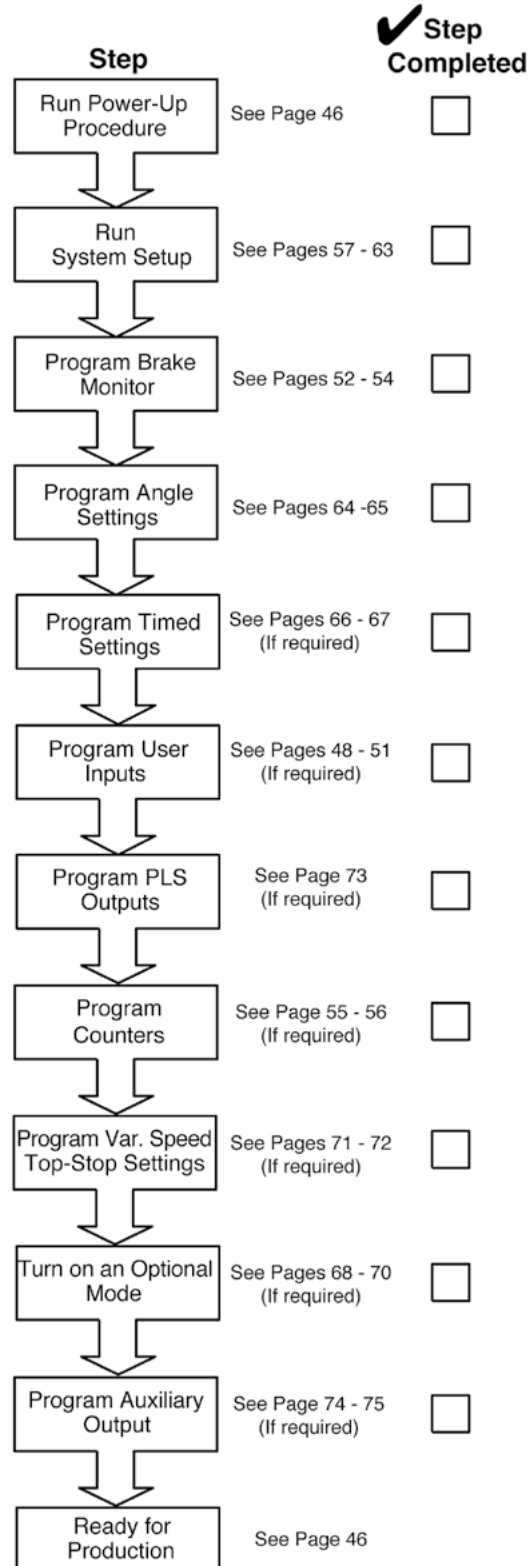 ✔ Step
Completed
Step
Run Power-Up
Procedure
See Page 46
Run
System Setup
See Pages 57 - 63
Program Brake
Monitor
See Pages 52 - 54
Program Angle
Settings
See Pages 64 -65
Program Timed
Settings
See Pages 66 - 67
(If required)
Program User
Inputs
See Pages 48 - 51
(If required)
Program PLS
Outputs
See Page 73
(If required)
Program
Counters
See Page 55 - 56
(If required)
Program Var. Speed
Top-Stop Settings
See Pages 71 - 72
(If required)
Turn on an Optional
Mode
See Pages 68 - 70
(If required)
Program Auxiliary
Output
See Page 74 - 75
(If required)
Ready for
Production
See Page 46